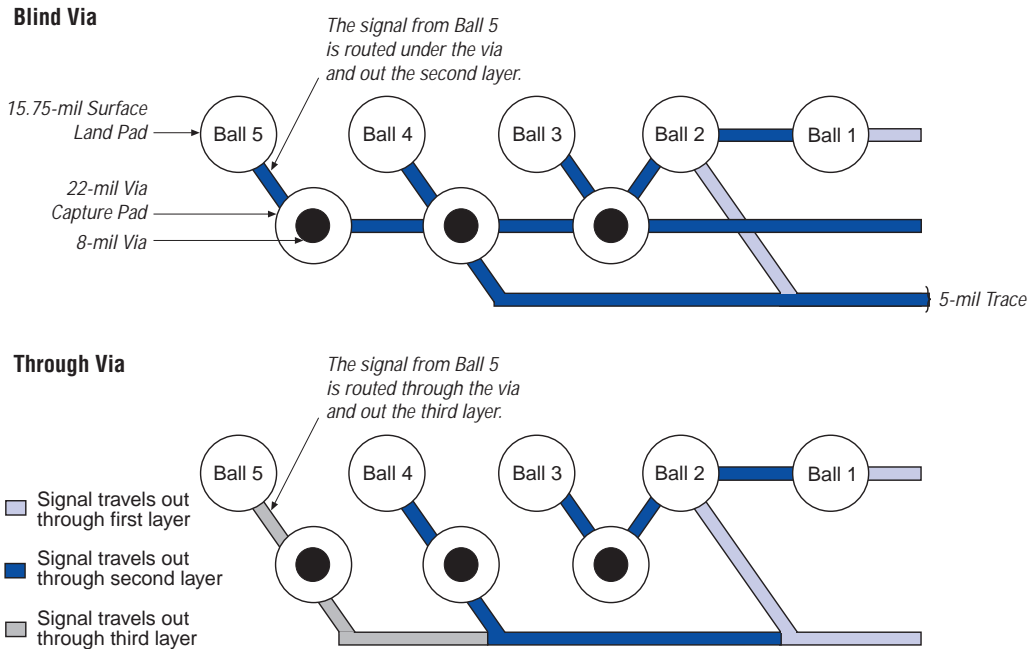 Blind Via
The signal from Ball 5
is routed under the via
and out the second layer.
15.75-mil Surface
Land Pad
Ball 5
Ball 4
Ball 3
Ball 2
Ball 1
22-mil Via
Capture Pad
8-mil Via
5-mil Trace
Through Via
The signal from Ball 5
is routed through the via
and out the third layer.
Ball 5
Ball 4
Ball 3
Ball 2
Ball 1
Signal travels out
through first layer
Signal travels out
through second layer
Signal travels out
through third layer